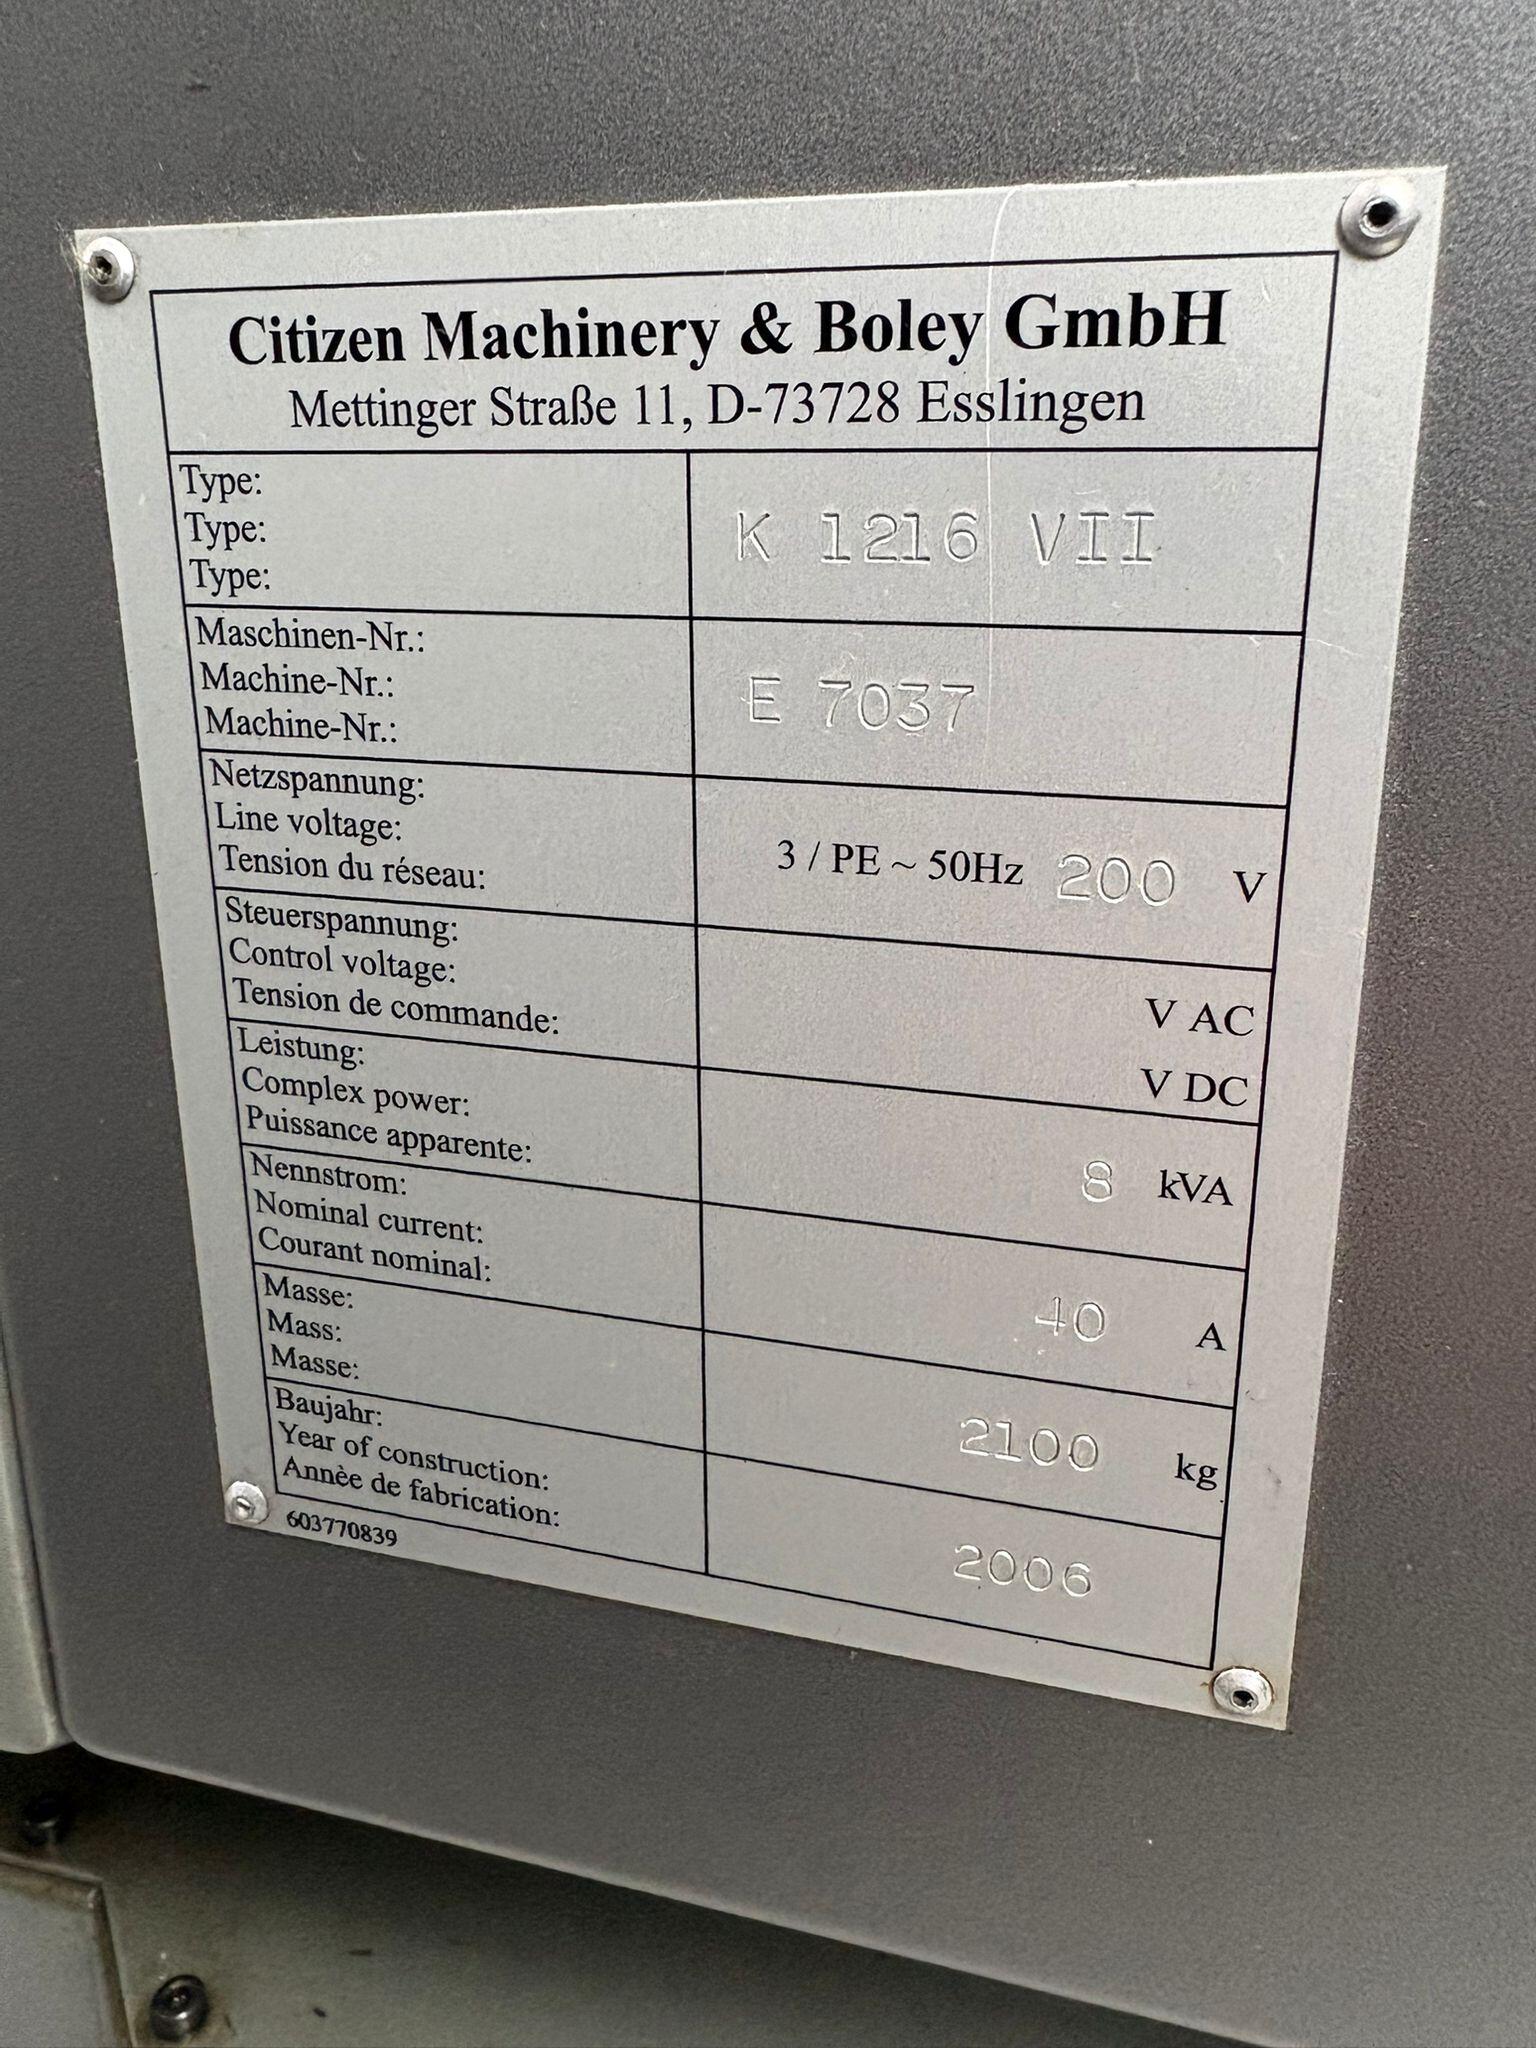 Citizen Machinery & Boley GmbH
Mettinger Straße 11, D-73728 Esslingen
Type:
Type:
Type:
K 1216 VII
Maschinen-Nr.:
Machine-Nr.:
Machine-Nr.:
E 7037
Netzspannung:
Line voltage:
Tension du réseau:
3 / PE ~ 50Hz 200 V
Steuerspannung:
Control voltage:
Tension de commande:
V AC
V DC
Leistung:
Complex power:
Puissance apparente:
8 kVA
Nennstrom:
Nominal current:
Courant nominal:
40 A
Masse:
Mass:
Masse:
2100 kg
Baujahr:
Year of construction:
Annèe de fabrication:
2006
603770839